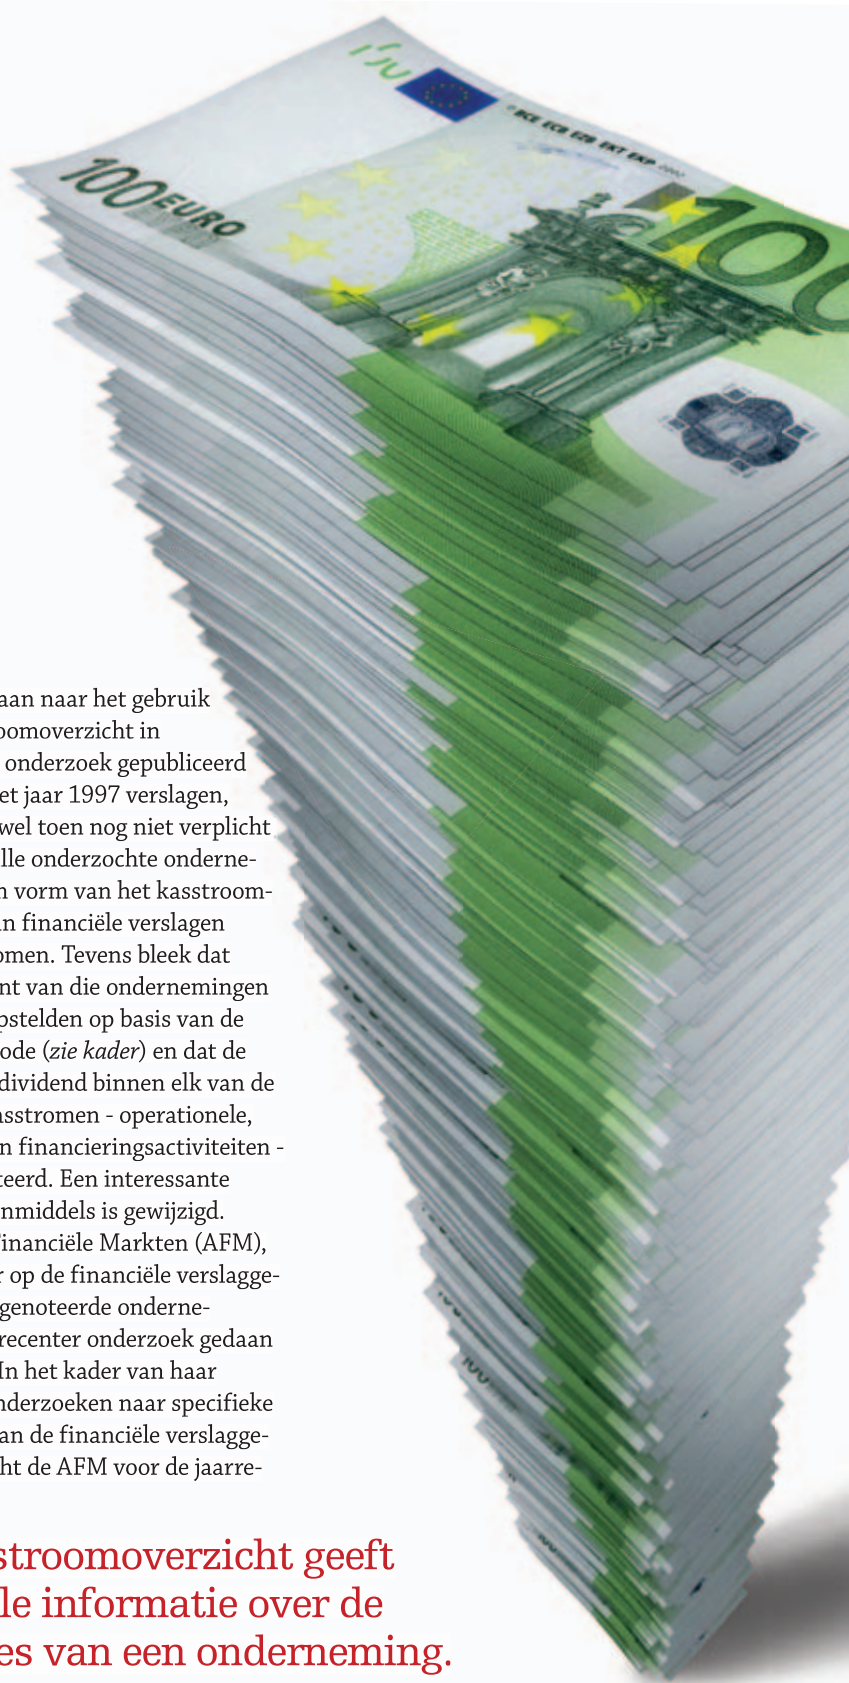 BCE ECB EZB EKT EKP 2002
100 EURO
100
aan naar het gebruik
oomoverzicht in
onderzoek gepubliceerd
et jaar 1997 verslagen,
wel toen nog niet verplicht
lle onderzochte onderne-
n vorm van het kasstroom-
n financiële verslagen
omen. Tevens bleek dat
nt van die ondernemingen
pstelden op basis van de
ode (zie kader) en dat de
dividend binnen elk van de
asstromen - operationele,
n financieringsactiviteiten -
teerd. Een interessante
nmiddels is gewijzigd.
Financiële Markten (AFM),
r op de financiële verslagge-
genoteerde onderne-
recenter onderzoek gedaan
In het kader van haar
nderzoeken naar specifieke
an de financiële verslagge-
ht de AFM voor de jaarre-
stroomoverzicht geeft
le informatie over de
es van een onderneming.